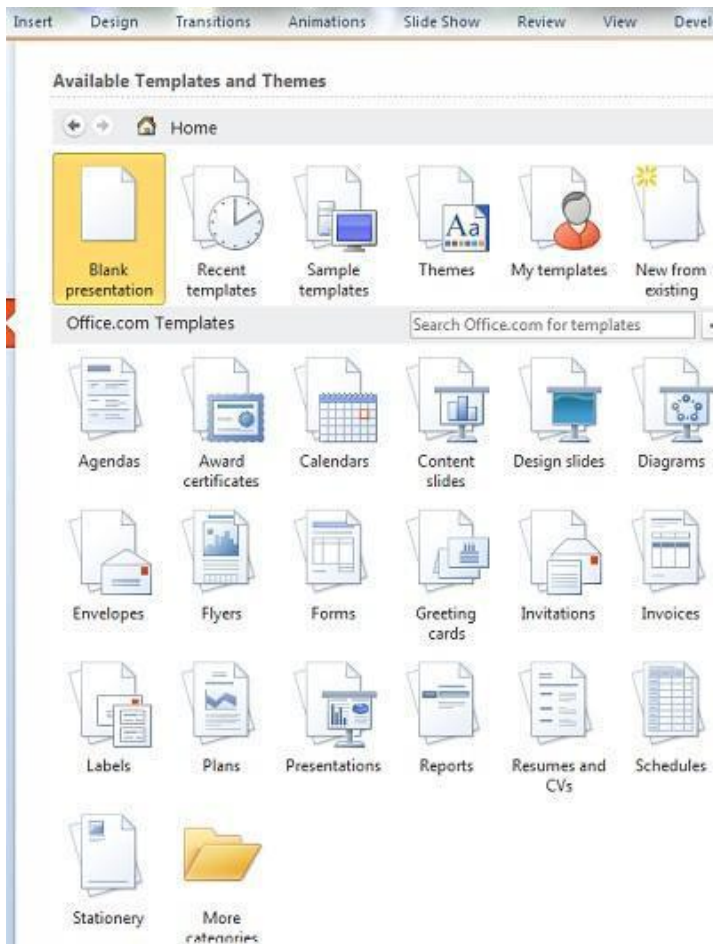 Insert Design Transitions Animations Slide Show Review View Devel
Available Templates and Themes
Home
Blank presentation
Recent templates
Sample templates
Themes
My templates
New from existing
Office.com Templates
Search Office.com for templates
Agendas
Award certificates
Calendars
Content slides
Design slides
Diagrams
Envelopes
Flyers
Forms
Greeting cards
Invitations
Invoices
Labels
Plans
Presentations
Reports
Resumes and CVs
Schedules
Stationery
More categories